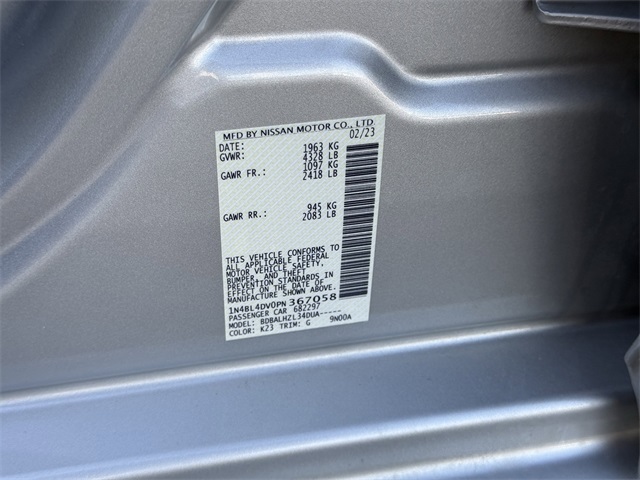 MFD BY NISSAN MOTOR CO., LTD.
DATE: 02/23
GVWR: 1963 KG
4328 LB
GAWR FR.: 1097 KG
2418 LB
GAWR RR.: 945 KG
2083 LB
THIS VEHICLE CONFORMS TO
ALL APPLICABLE FEDERAL
MOTOR VEHICLE SAFETY,
BUMPER, AND THEFT
PREVENTION STANDARDS IN
EFFECT ON THE DATE OF
MANUFACTURE SHOWN ABOVE.
1N4BL4DV0PN367058
PASSENGER CAR 682297
MODEL: BDBALHZL34DUA-----
COLOR: K23 TRIM: G 9N00A